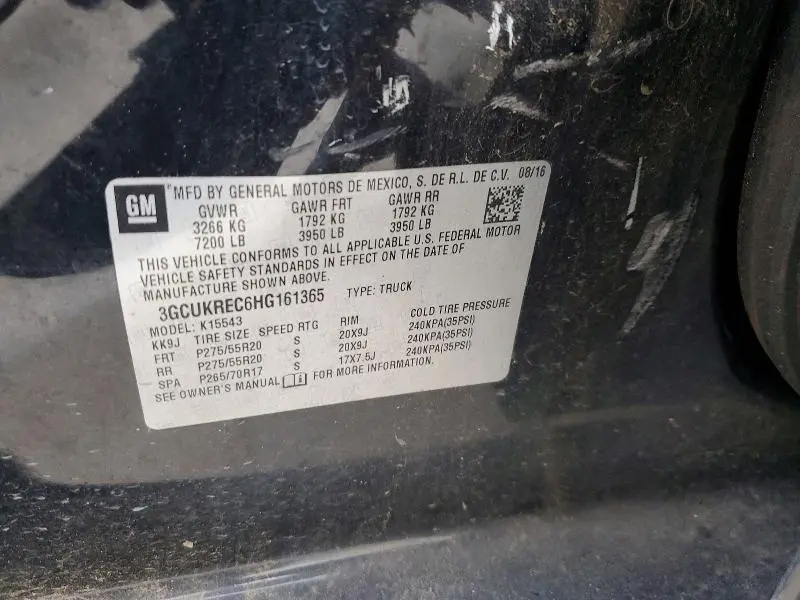 GM
MFD BY GENERAL MOTORS DE MEXICO, S. DE R.L. DE C.V. 08/16
GVWR GAWR FRT GAWR RR
3266 KG 1792 KG 1792 KG
7200 LB 3950 LB 3950 LB
THIS VEHICLE CONFORMS TO ALL APPLICABLE U.S. FEDERAL MOTOR
VEHICLE SAFETY STANDARDS IN EFFECT ON THE DATE OF
MANUFACTURE SHOWN ABOVE.
3GCUKREC6HG161365 TYPE: TRUCK
MODEL: K15543
KK9J TIRE SIZE SPEED RTG RIM COLD TIRE PRESSURE
FRT P275/55R20 S 20X9J 240KPA(35PSI)
RR P275/55R20 S 20X9J 240KPA(35PSI)
SPA P265/70R17 S 17X7.5J 240KPA(35PSI)
SEE OWNER'S MANUAL FOR MORE INFORMATION.